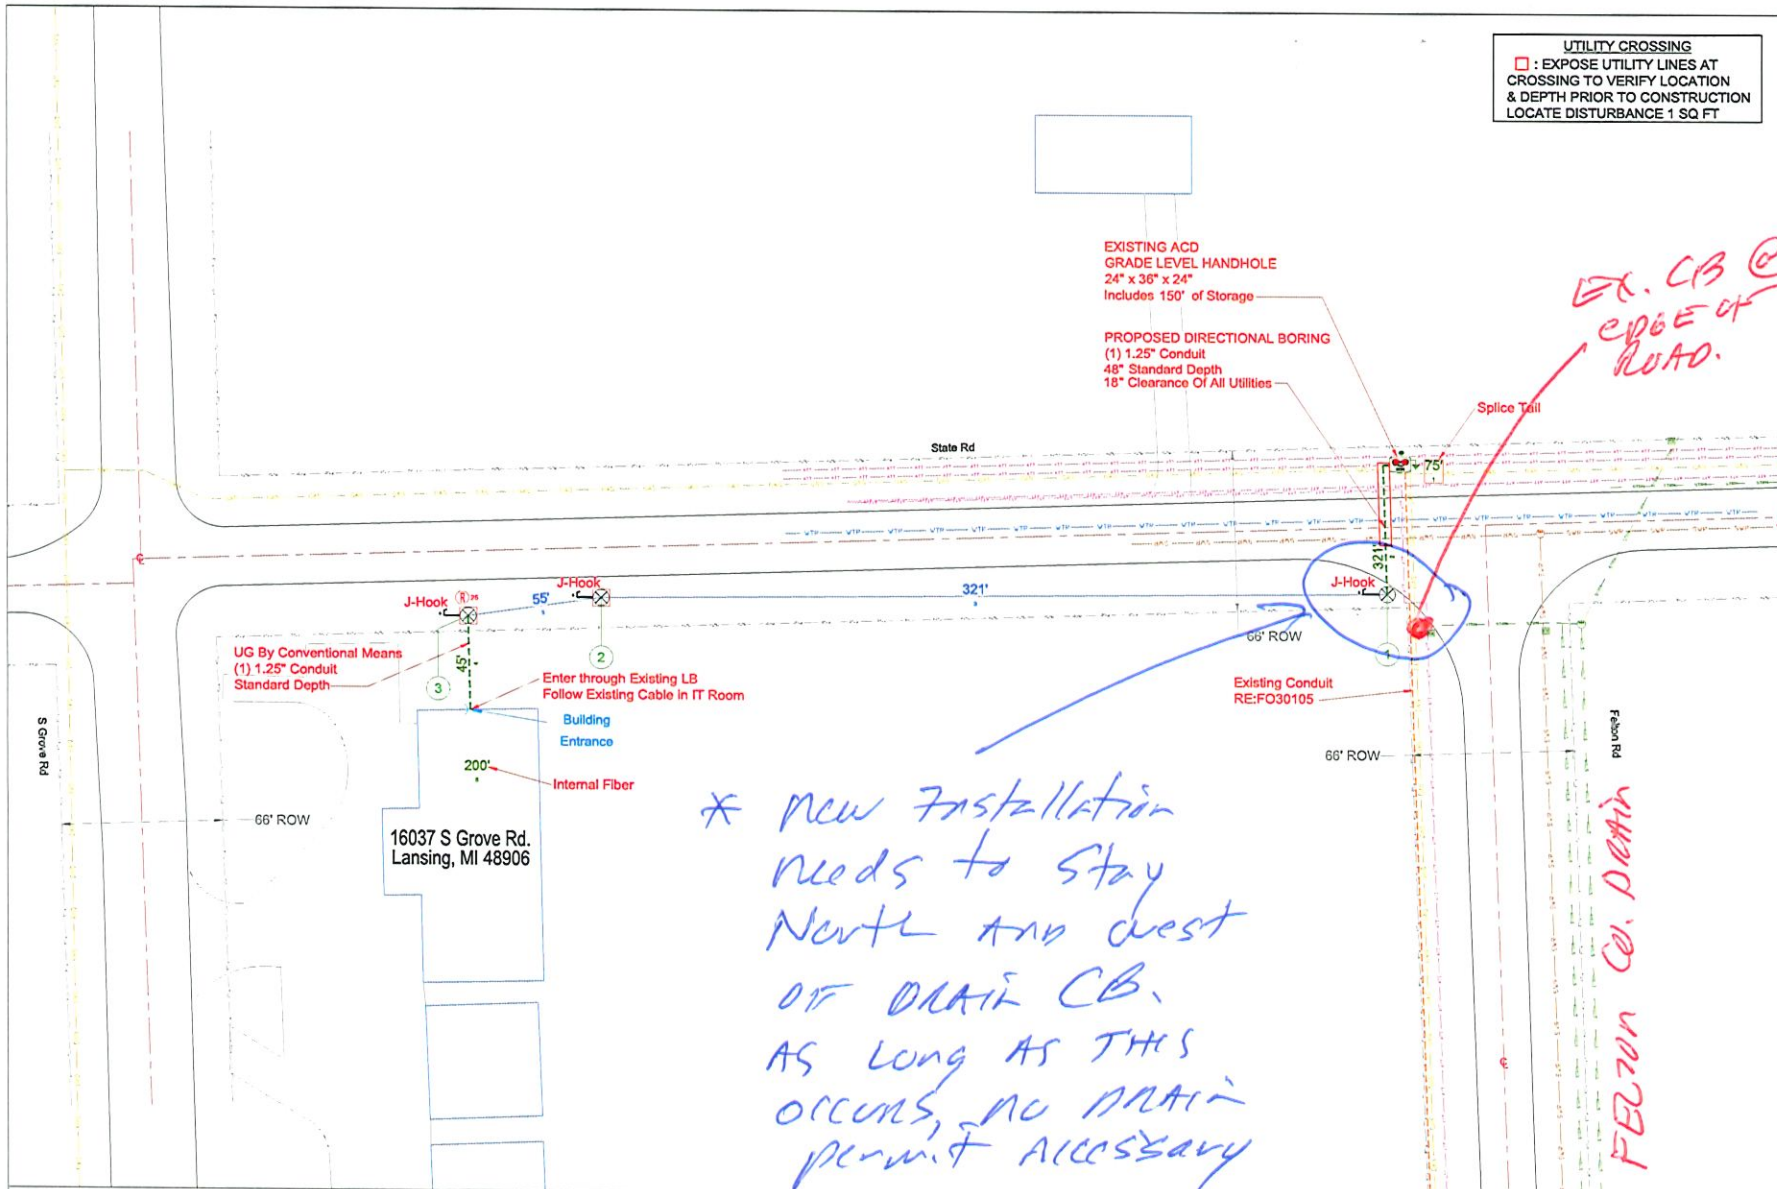 UTILITY CROSSING
: EXPOSE UTILITY LINES AT
CROSSING TO VERIFY LOCATION
& DEPTH PRIOR TO CONSTRUCTION
LOCATE DISTURBANCE 1 SQ FT
EXISTING ACD
GRADE LEVEL HANDHOLE
24" x 36" x 24"
Includes 150' of Storage
PROPOSED DIRECTIONAL BORING
(1) 1.25" Conduit
48" Standard Depth
18" Clearance Of All Utilities
EX. CB @
EDGE OF
ROAD.
Splice Tail
State Rd
75'
1
321'
J-Hook
55'
J-Hook
321'
J-Hook
R 25
66' ROW
UG By Conventional Means
(1) 1.25" Conduit
Standard Depth
45'
3
2
1
Enter through Existing LB
Follow Existing Cable in IT Room
Building
Entrance
200'
Internal Fiber
Existing Conduit
RE:FO30105
66' ROW
S Grove Rd
Felton Rd
66' ROW
16037 S Grove Rd.
Lansing, MI 48906
* New Installation
needs to stay
North AND West
OF DRAIN CB.
AS Long AS THIS
occurs, no DRAIN
permit necessary
FELTON Co. DRAIN